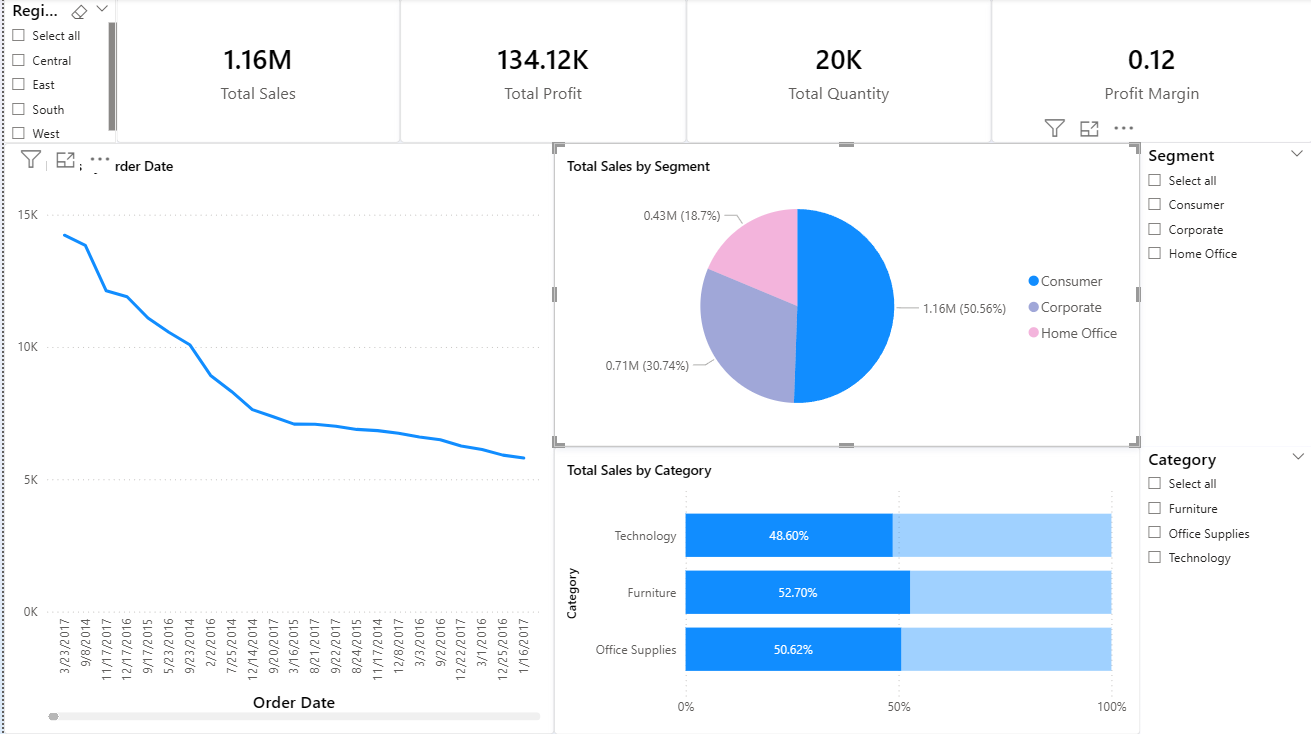 Regi...
Select all
Central
East
South
West
1.16M
Total Sales
134.12K
Total Profit
20K
Total Quantity
0.12
Profit Margin
rder Date
15K
10K
5K
0K
3/23/2017
9/8/2014
11/17/2017
12/17/2016
9/17/2015
5/23/2016
9/23/2014
2/2/2016
7/25/2014
12/14/2014
9/20/2017
3/16/2015
8/21/2017
9/22/2017
8/24/2015
11/17/2014
12/8/2017
3/3/2016
9/2/2016
12/22/2017
3/1/2016
12/25/2016
1/16/2017
Order Date
Total Sales by Segment
0.43M (18.7%)
0.71M (30.74%)
1.16M (50.56%)
Consumer
Corporate
Home Office
Segment
Select all
Consumer
Corporate
Home Office
Total Sales by Category
Category
Technology
48.60%
Furniture
52.70%
Office Supplies
50.62%
0%
50%
100%
Category
Select all
Furniture
Office Supplies
Technology